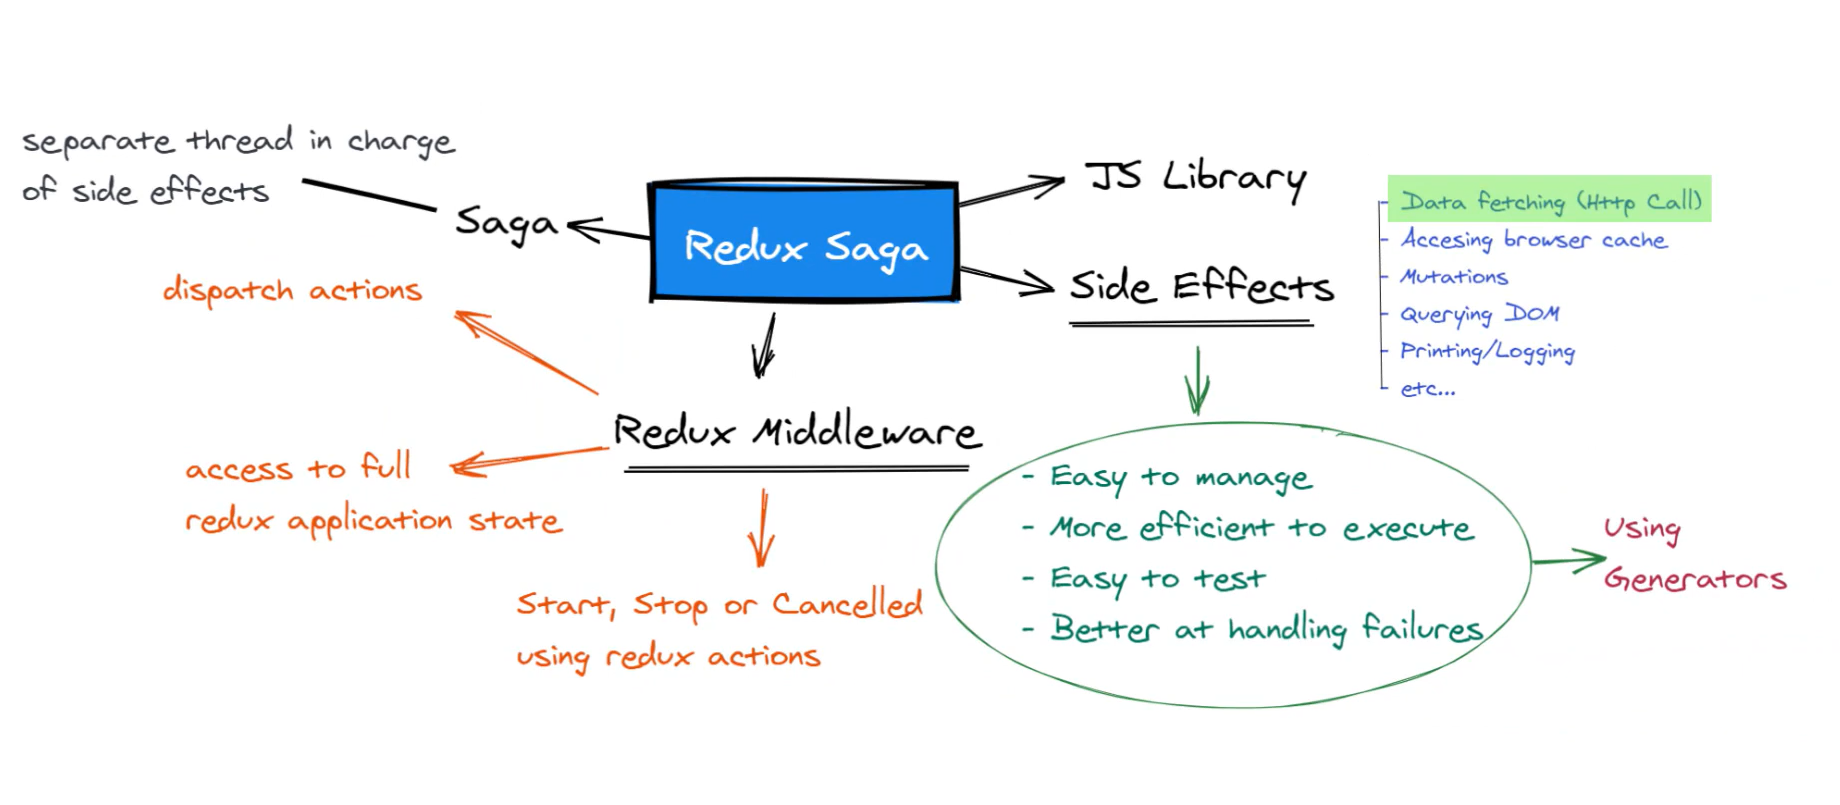 separate thread in charge
of side effects
Saga
Redux Saga
JS Library
Side Effects
- Data fetching (Http Call)
- Accesing browser cache
- Mutations
- Querying DOM
- Printing/Logging
- etc...
dispatch actions
Redux Middleware
access to full
redux application state
Start, Stop or Cancelled
using redux actions
- Easy to manage
- More efficient to execute
- Easy to test
- Better at handling failures
Using
Generators